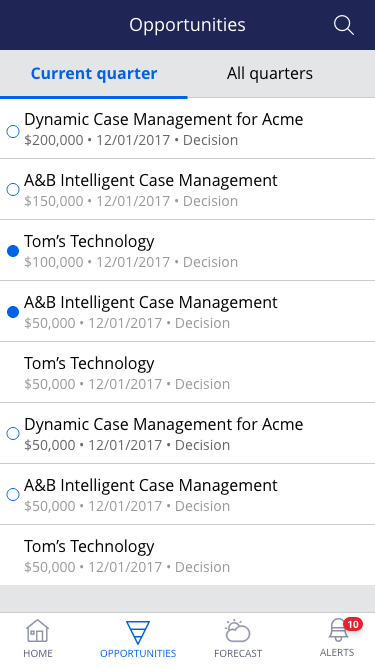 Opportunities
Current quarter
All quarters
Dynamic Case Management for Acme
$200,000 • 12/01/2017 • Decision
A&B Intelligent Case Management
$150,000 • 12/01/2017 • Decision
Tom’s Technology
$100,000 • 12/01/2017 • Decision
A&B Intelligent Case Management
$50,000 • 12/01/2017 • Decision
Tom’s Technology
$50,000 • 12/01/2017 • Decision
Dynamic Case Management for Acme
$50,000 • 12/01/2017 • Decision
A&B Intelligent Case Management
$50,000 • 12/01/2017 • Decision
Tom’s Technology
$50,000 • 12/01/2017 • Decision
10
HOME
OPPORTUNITIES
FORECAST
ALERTS